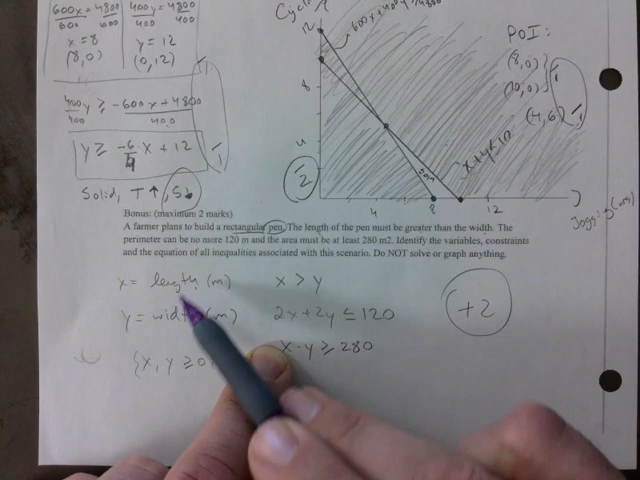 600x = 4800
600 600
400y = 4800
400 400
x = 8
(8,0)
y = 12
(0,12)
400y ≥ -600x + 4800
400 400
y ≥ -6/4 x + 12
Solid, T↑,
Cycl
12
8
4
4
8
12
Jogging (hrs)
600x + 400y
4800
x+y≤10
POI:
(8,0)
(10,0)
(4,6)
2
Bonus: (maximum 2 marks)
A farmer plans to build a rectangular pen. The length of the pen must be greater than the width. The
perimeter can be no more 120 m and the area must be at least 280 m2. Identify the variables, constraints
and the equation of all inequalities associated with this scenario. Do NOT solve or graph anything.
x = length (m) x > y
y = width (m) 2x + 2y ≤ 120
{x, y ≥ 0 x · y ≥ 280
+2